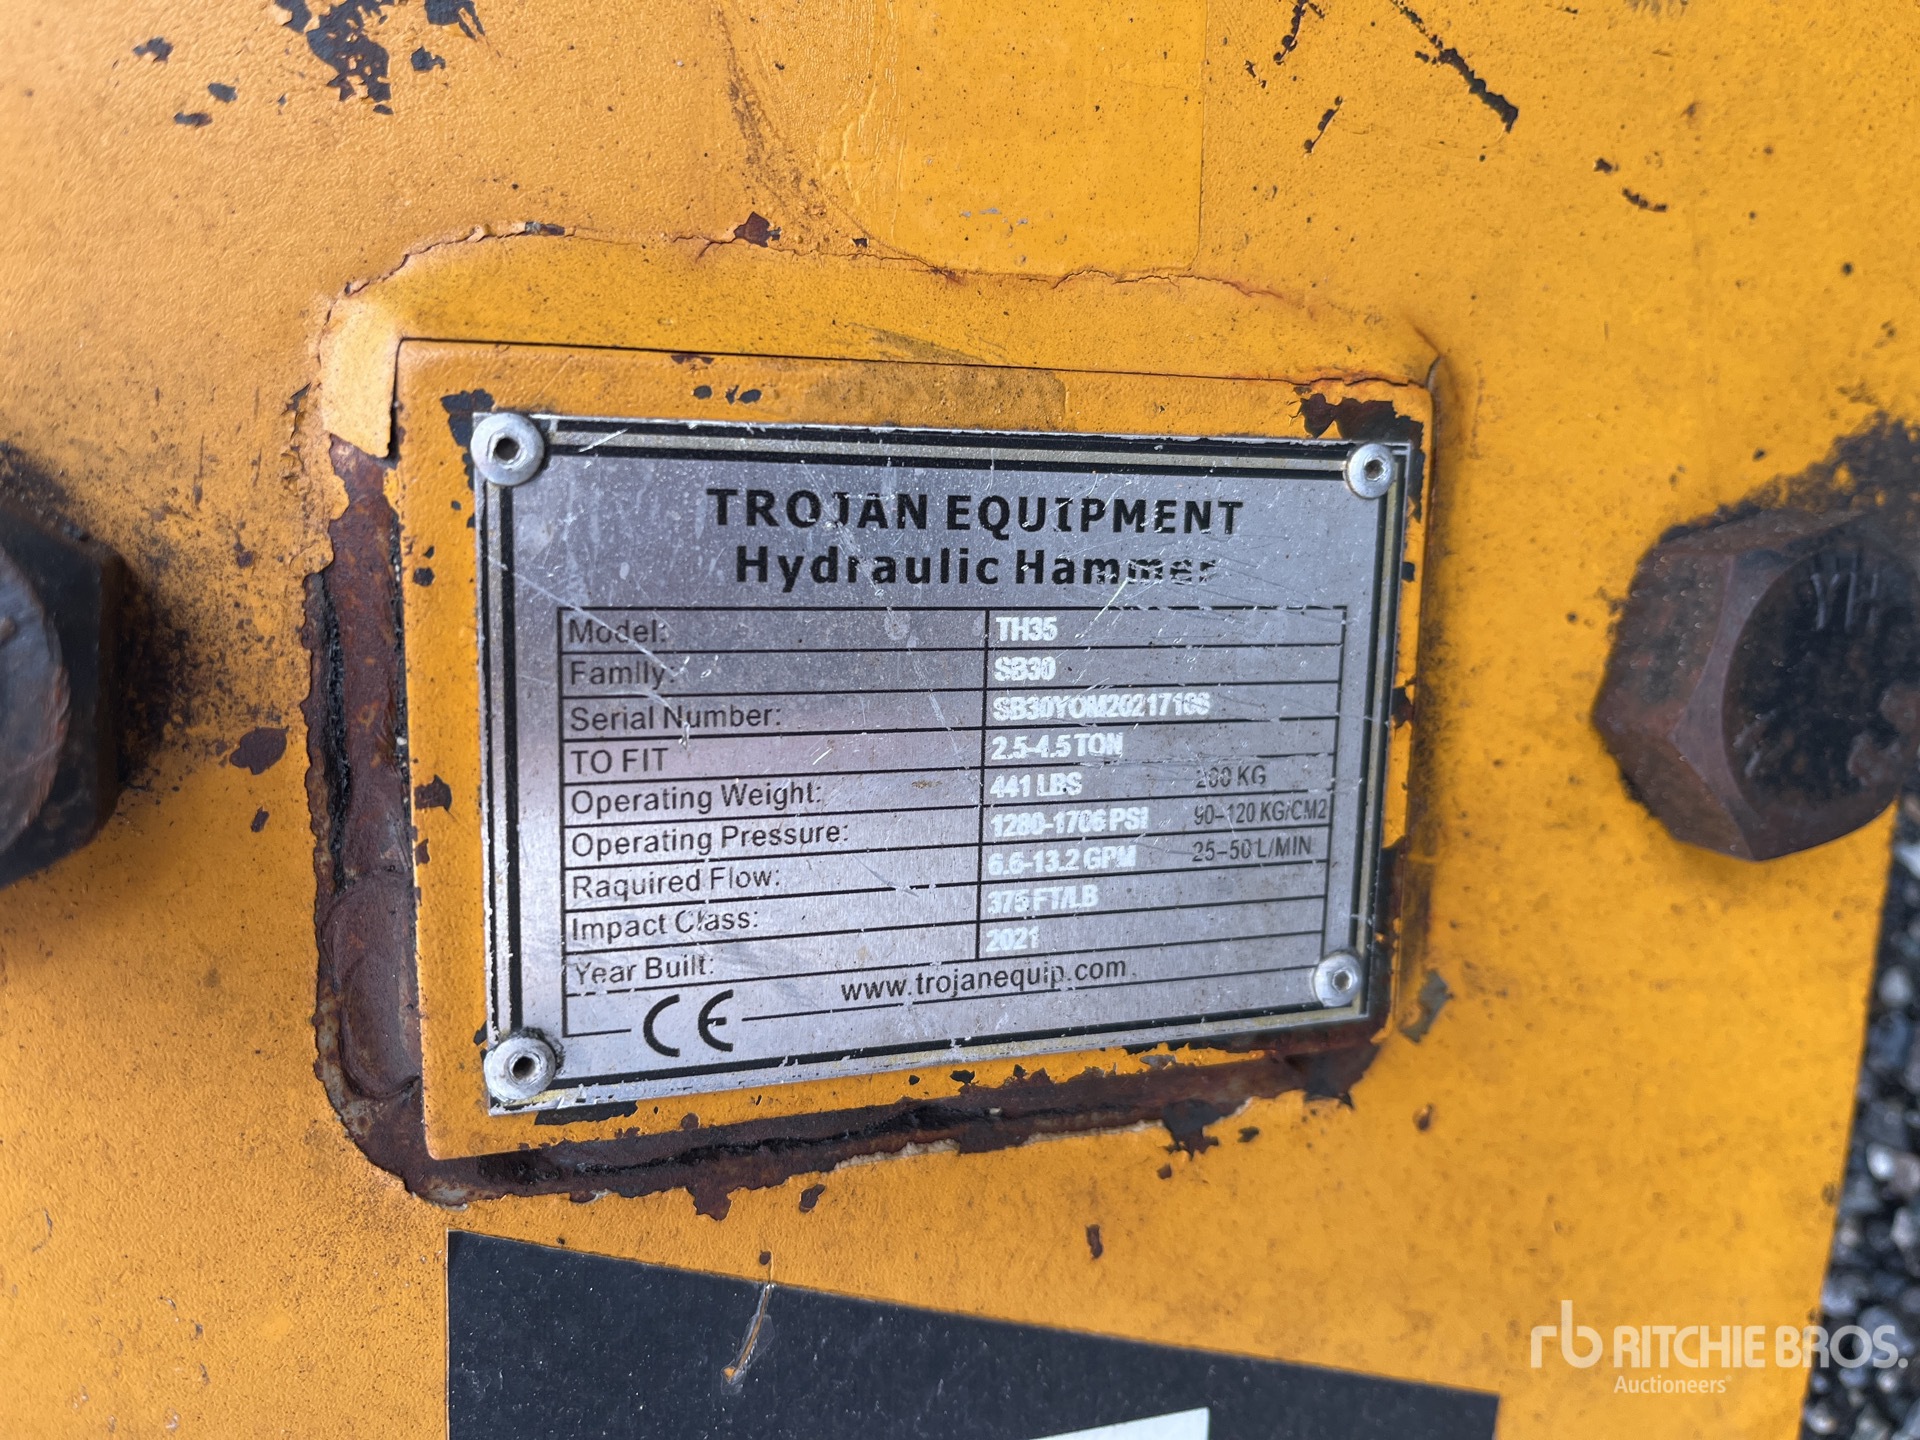 TROJAN EQUIPMENT
Hydraulic Hammer
Model: TH35
Family: SB30
Serial Number: SB30YOM20217106
TO FIT 2.5-4.5 TON
Operating Weight: 441 LBS 200 KG
Operating Pressure: 1280-1706 PSI 90-120 KG/CM2
Raquired Flow: 6.6-13.2 GPM 25-50 L/MIN
Impact Class: 375 FT/LB
Year Built: 2021
www.trojanequip.com
CE
YH
rb RITCHIE BROS.
Auctioneers